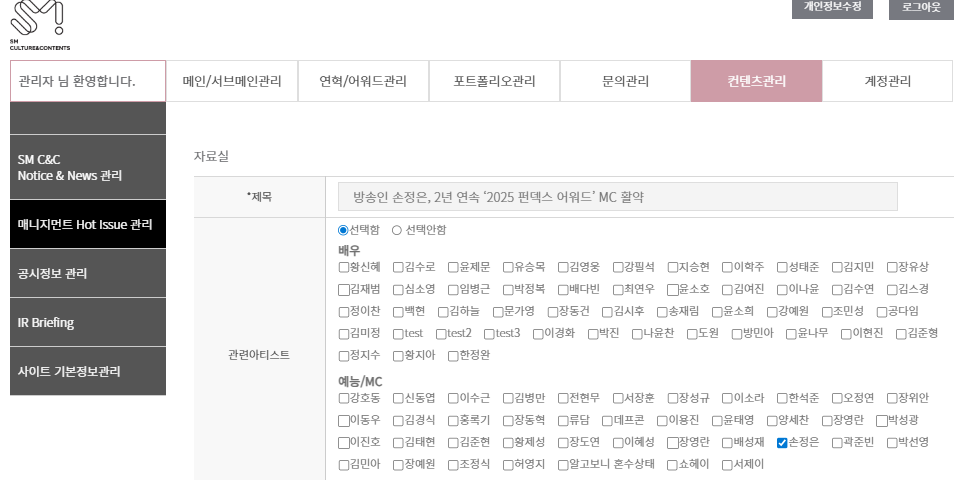 개인정보수정 로그아웃
SM
CULTURE&CONTENTS
관리자 님 환영합니다. 메인/서브메인관리 연혁/어워드관리 포트폴리오관리 문의관리 컨텐츠관리 계정관리
SM C&C
Notice & News 관리
매니지먼트 Hot Issue 관리
공시정보 관리
IR Briefing
사이트 기본정보관리
자료실
*제목 방송인 손정은, 2년 연속 ‘2025 펀덱스 어워드’ MC 활약
관련아티스트
선택함 선택안함
배우
황신혜 김수로 윤제문 유승목 김영웅 강필석 지승현 이학주 성태준 김지민 장유상
김재범 심소영 임병근 박정복 배다빈 최연우 윤소호 김여진 이나윤 김수연 김스경
정이찬 백현 김하늘 문가영 장동건 김시후 송재림 윤소희 강예원 조민성 공다임
김미정 test test2 test3 이경화 박진 나윤찬 도원 방민아 윤나무 이현진 김준형
정지수 황지아 한정완
예능/MC
강호동 신동엽 이수근 김병만 전현무 서장훈 장성규 이소라 한석준 오정연 장위안
이동우 김경식 홍록기 장동혁 류담 데프콘 이용진 윤태영 양세찬 장영란 박성광
이진호 김태현 김준현 황제성 장도연 이혜성 장영란 배성재 손정은 곽준빈 박선영
김민아 장예원 조정식 허영지 알고보니 혼수상태 쇼헤이 서제이